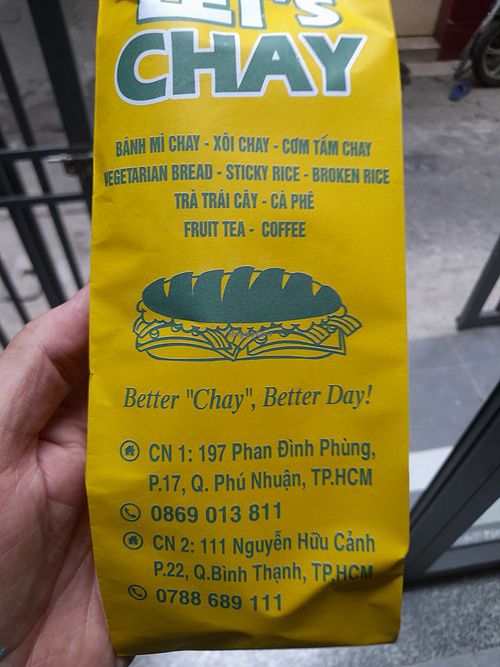 LET'S
CHAY
BÁNH MÌ CHAY - XÔI CHAY - CƠM TẤM CHAY
VEGETARIAN BREAD - STICKY RICE - BROKEN RICE
TRÀ TRÁI CÂY - CÀ PHÊ
FRUIT TEA - COFFEE
Better "Chay", Better Day!
CN 1: 197 Phan Đình Phùng,
P.17, Q. Phú Nhuận, TP.HCM
0869 013 811
CN 2: 111 Nguyễn Hữu Cảnh
P.22, Q.Bình Thạnh, TP.HCM
0788 689 111